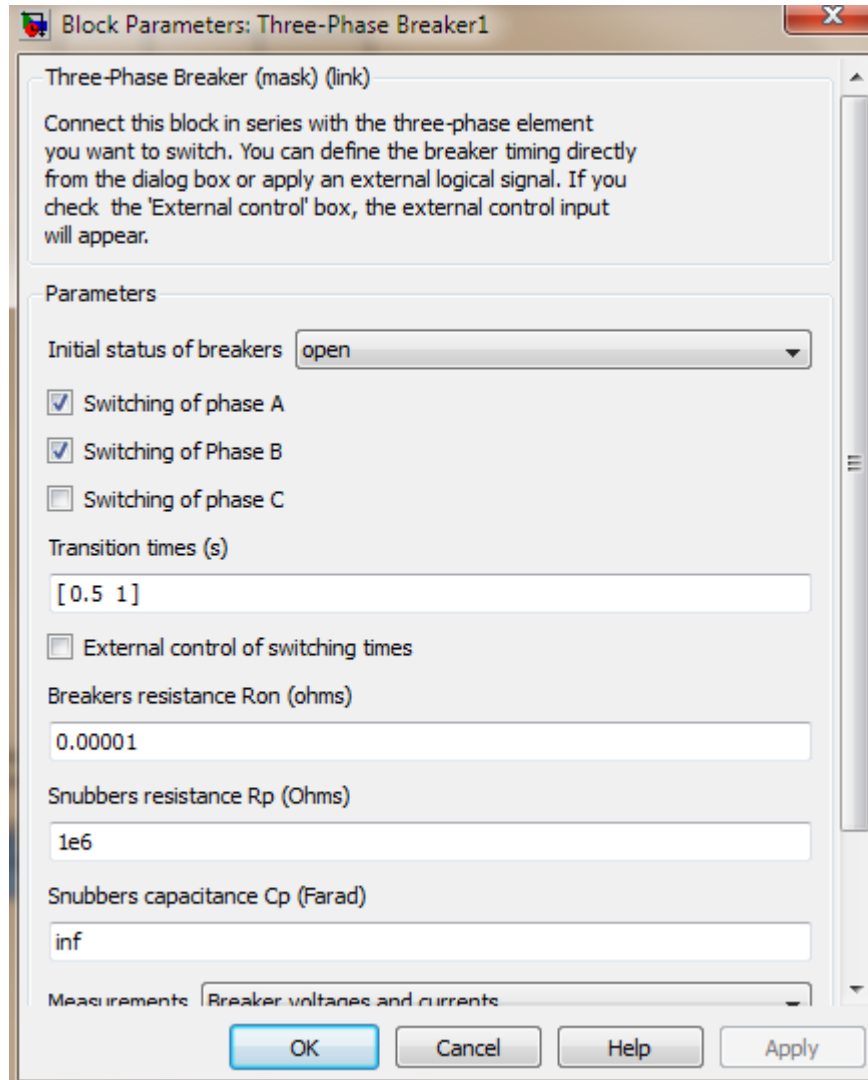 Block Parameters: Three-Phase Breaker1
Three-Phase Breaker (mask) (link)
Connect this block in series with the three-phase element
you want to switch. You can define the breaker timing directly
from the dialog box or apply an external logical signal. If you
check the 'External control' box, the external control input
will appear.
Parameters
Initial status of breakers open
Switching of phase A
Switching of Phase B
Switching of phase C
Transition times (s)
[0.5 1]
External control of switching times
Breakers resistance Ron (ohms)
0.00001
Snubbers resistance Rp (Ohms)
1e6
Snubbers capacitance Cp (Farad)
inf
Measurements Breaker voltages and currents
OK Cancel Help Apply